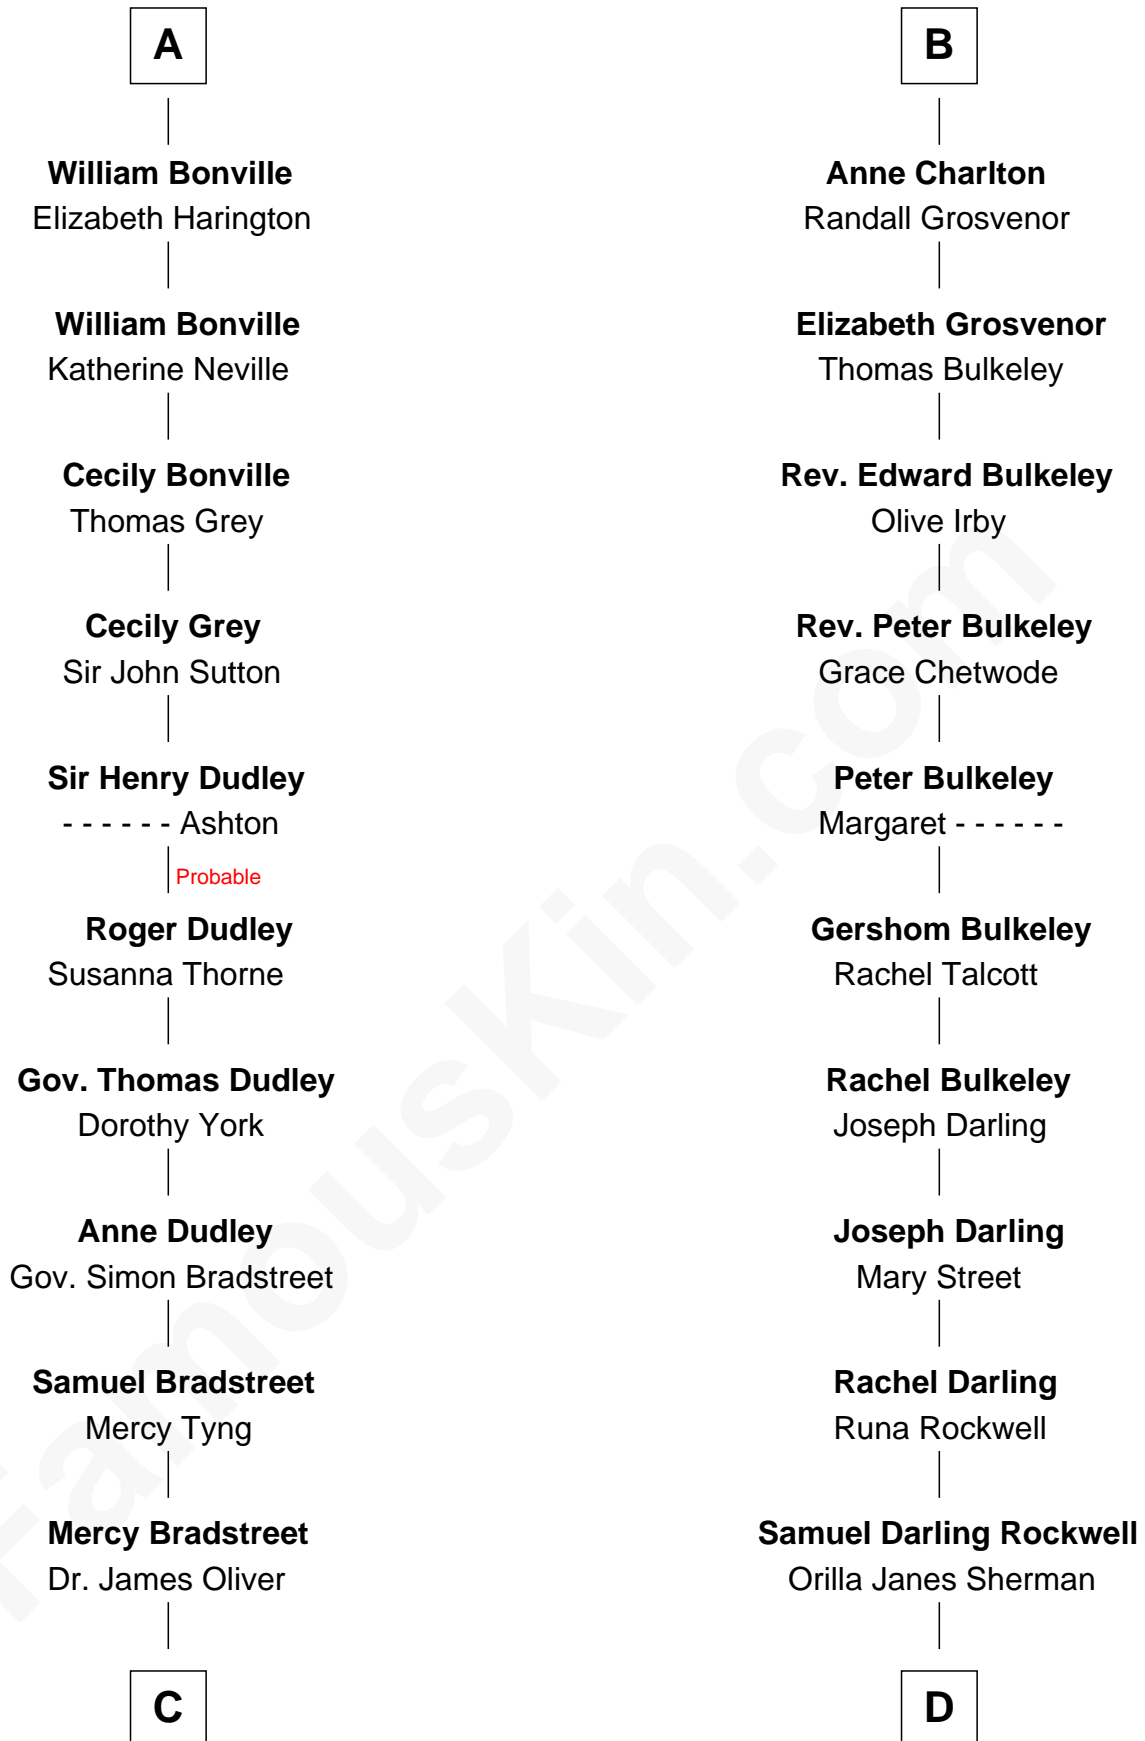 A
William Bonville
Elizabeth Harington
William Bonville
Katherine Neville
Cecily Bonville
Thomas Grey
Cecily Grey
Sir John Sutton
Sir Henry Dudley
- - - - - - Ashton
Probable
Roger Dudley
Susanna Thorne
Gov. Thomas Dudley
Dorothy York
Anne Dudley
Gov. Simon Bradstreet
Samuel Bradstreet
Mercy Tyng
Mercy Bradstreet
Dr. James Oliver
C
B
Anne Charlton
Randall Grosvenor
Elizabeth Grosvenor
Thomas Bulkeley
Rev. Edward Bulkeley
Olive Irby
Rev. Peter Bulkeley
Grace Chetwode
Peter Bulkeley
Margaret - - - - - -
Gershom Bulkeley
Rachel Talcott
Rachel Bulkeley
Joseph Darling
Joseph Darling
Mary Street
Rachel Darling
Runa Rockwell
Samuel Darling Rockwell
Orilla Janes Sherman
D
FamousKin.com